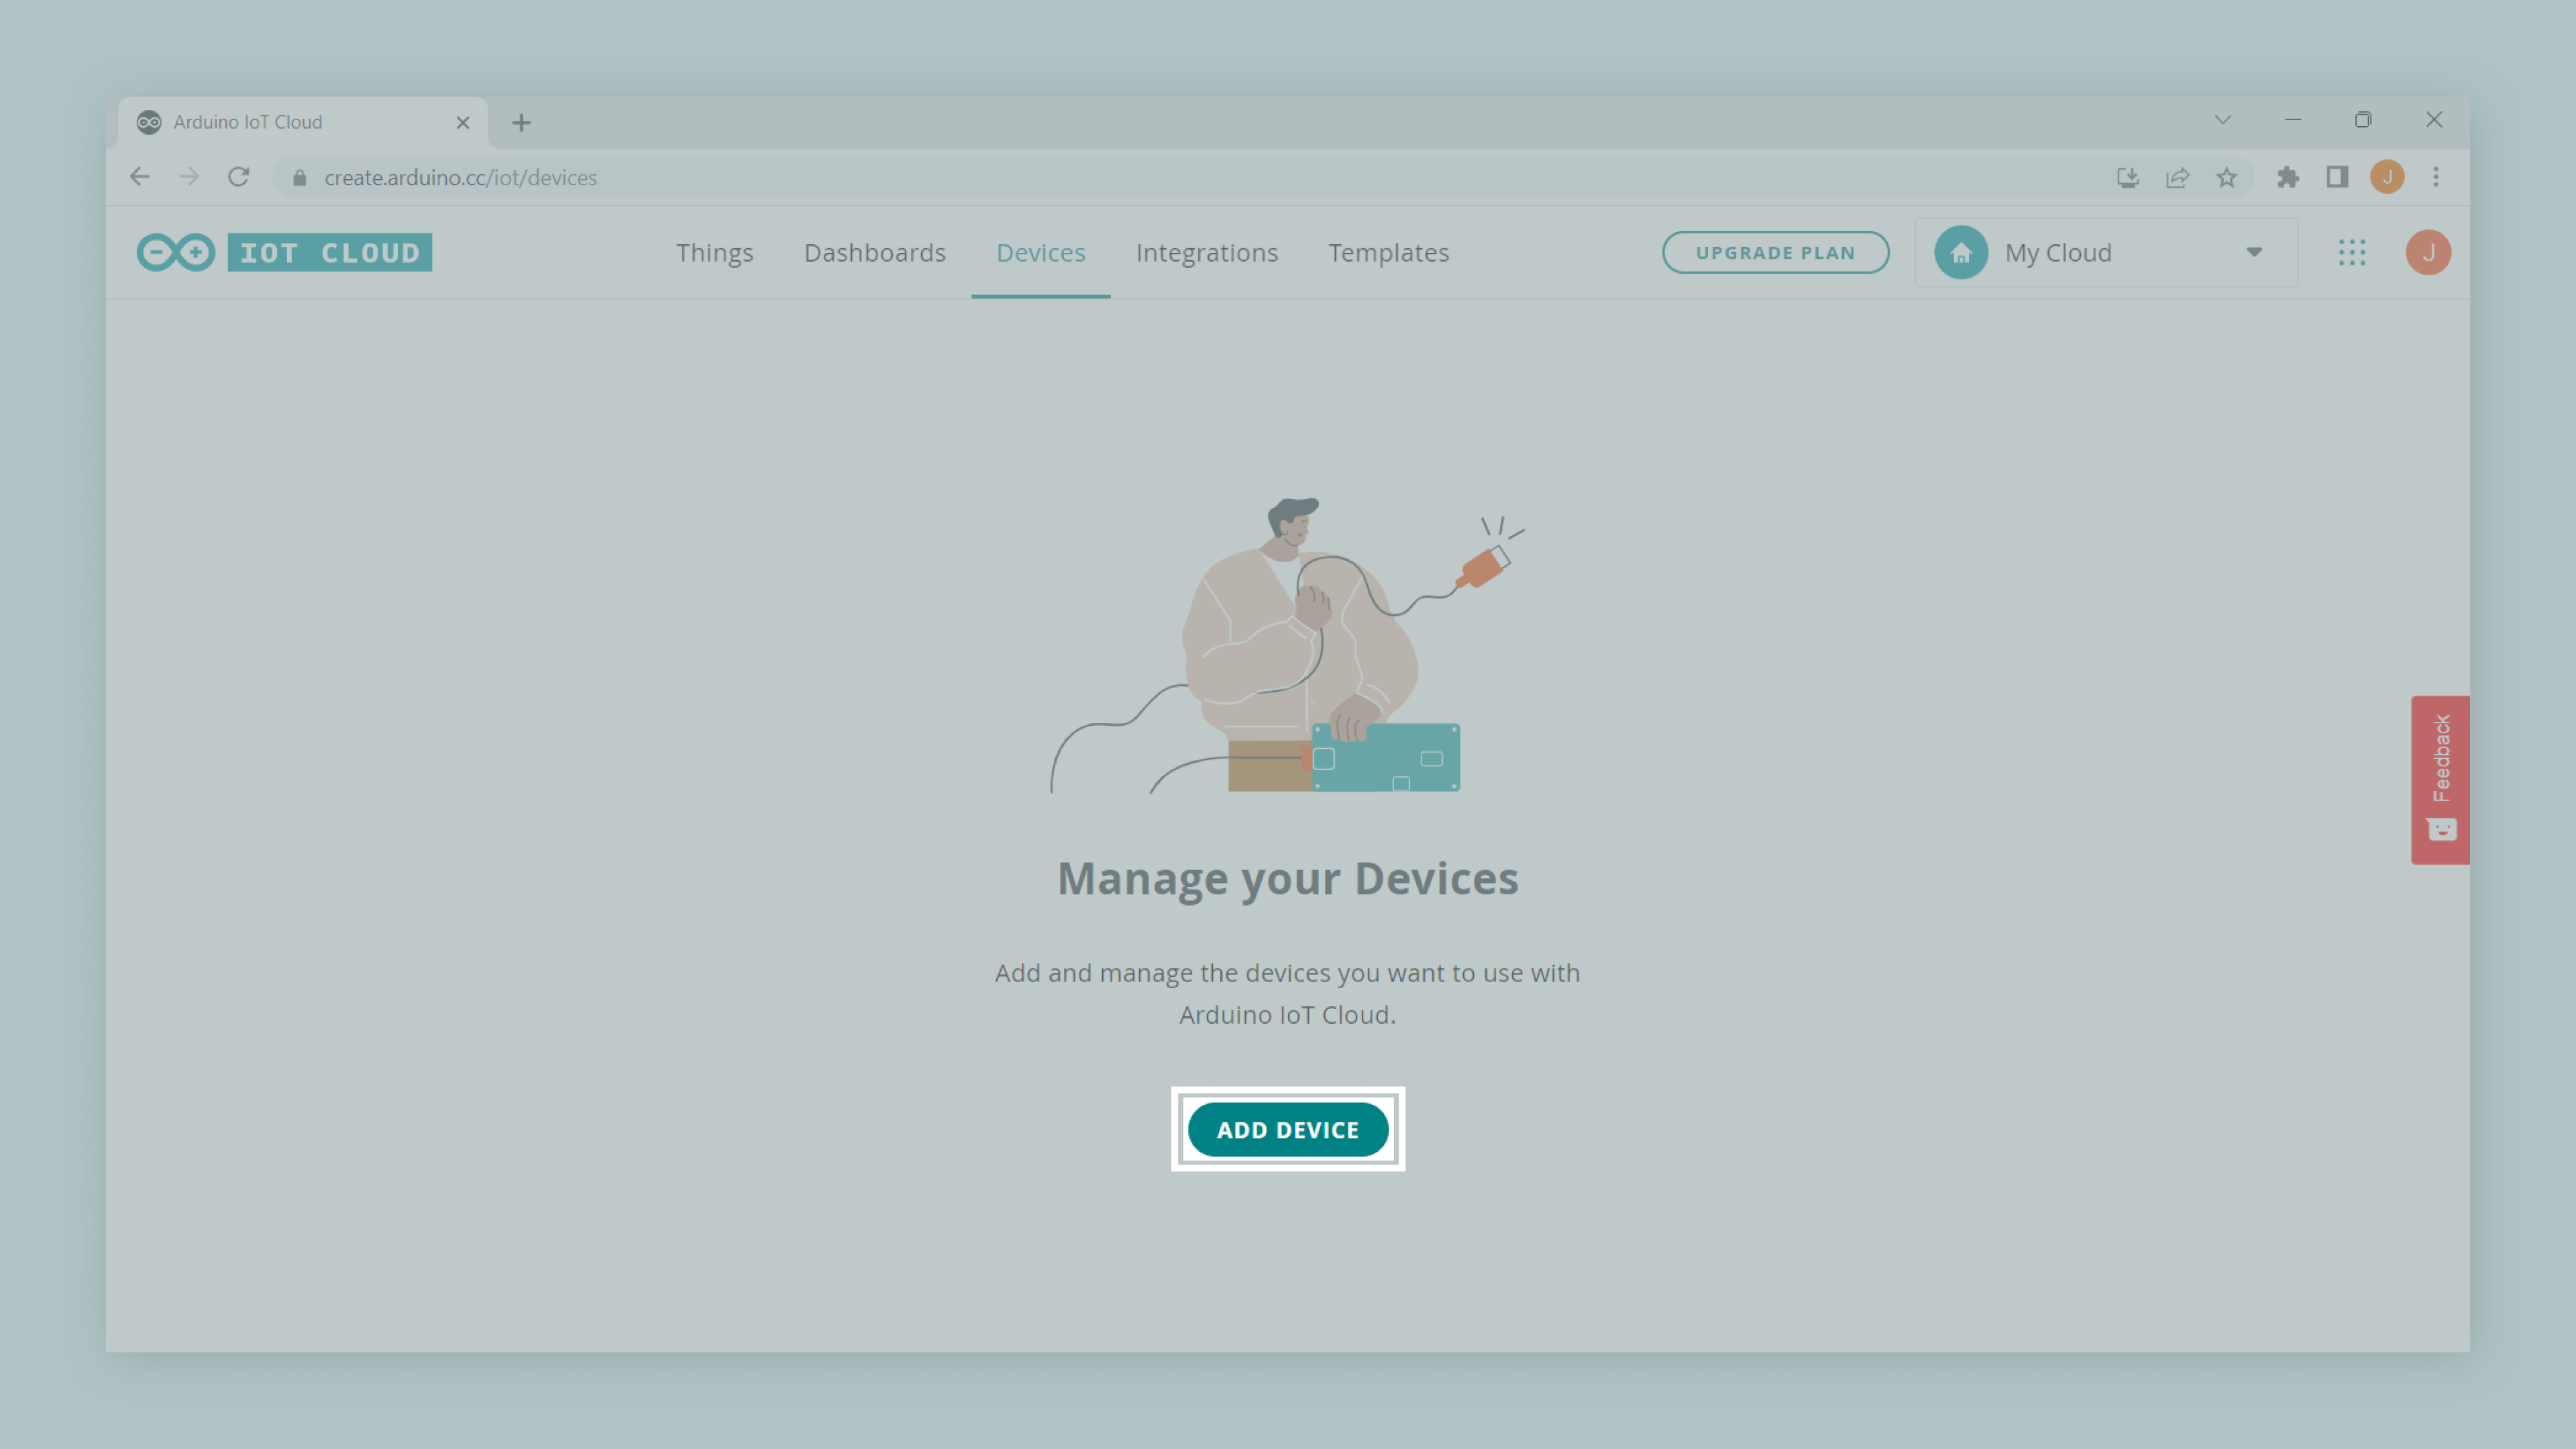 Arduino IoT Cloud
create.arduino.cc/iot/devices
J
IOT CLOUD
Things
Dashboards
Devices
Integrations
Templates
UPGRADE PLAN
My Cloud
J
Feedback
Manage your Devices
Add and manage the devices you want to use with
Arduino IoT Cloud.
ADD DEVICE